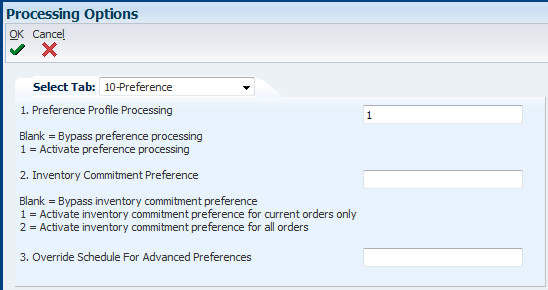 Processing Options
OK Cancel
Select Tab: 10-Preference
1. Preference Profile Processing 1
Blank = Bypass preference processing
1 = Activate preference processing
2. Inventory Commitment Preference
Blank = Bypass inventory commitment preference
1 = Activate inventory commitment preference for current orders only
2 = Activate inventory commitment preference for all orders
3. Override Schedule For Advanced Preferences